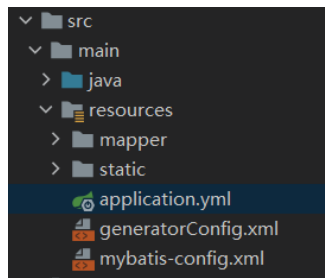 src
main
java
resources
mapper
static
application.yml
generatorConfig.xml
mybatis-config.xml